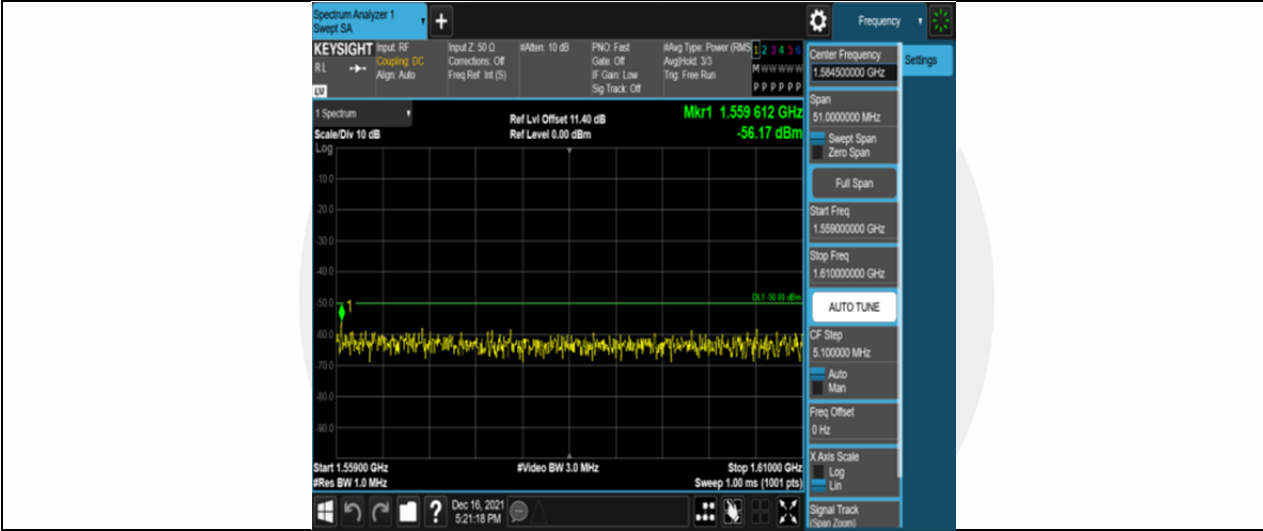 Spectrum Analyzer 1
Swept SA
+
Frequency
KEYSIGHT
RL
Input: RF
Coupling: DC
Align: Auto
Input Z: 50 Ω
Corrections: Off
Freq Ref: Int (S)
#Atten: 10 dB
PNO: Fast
Gate: Off
IF Gain: Low
Sig Track: Off
#Avg Type: Power (RMS
Avg|Hold: 3/3
Trig: Free Run
1 2 3 4 5 6
M W W W W W
P P P P P P
1 Spectrum
Scale/Div 10 dB
Log
Ref Lvl Offset 11.40 dB
Ref Level 0.00 dBm
Mkr1 1.559 612 GHz
-56.17 dBm
-10.0
-20.0
-30.0
-40.0
-50.0
-60.0
-70.0
-80.0
-90.0
1
DL1 -50.00 dBm
Start 1.55900 GHz
#Res BW 1.0 MHz
#Video BW 3.0 MHz
Stop 1.61000 GHz
Sweep 1.00 ms (1001 pts)
Center Frequency
1.584500000 GHz
Settings
Span
51.0000000 MHz
Swept Span
Zero Span
Full Span
Start Freq
1.559000000 GHz
Stop Freq
1.610000000 GHz
AUTO TUNE
CF Step
5.100000 MHz
Auto
Man
Freq Offset
0 Hz
X Axis Scale
Log
Lin
Signal Track
(Span Zoom)
?
Dec 16, 2021
5:21:18 PM